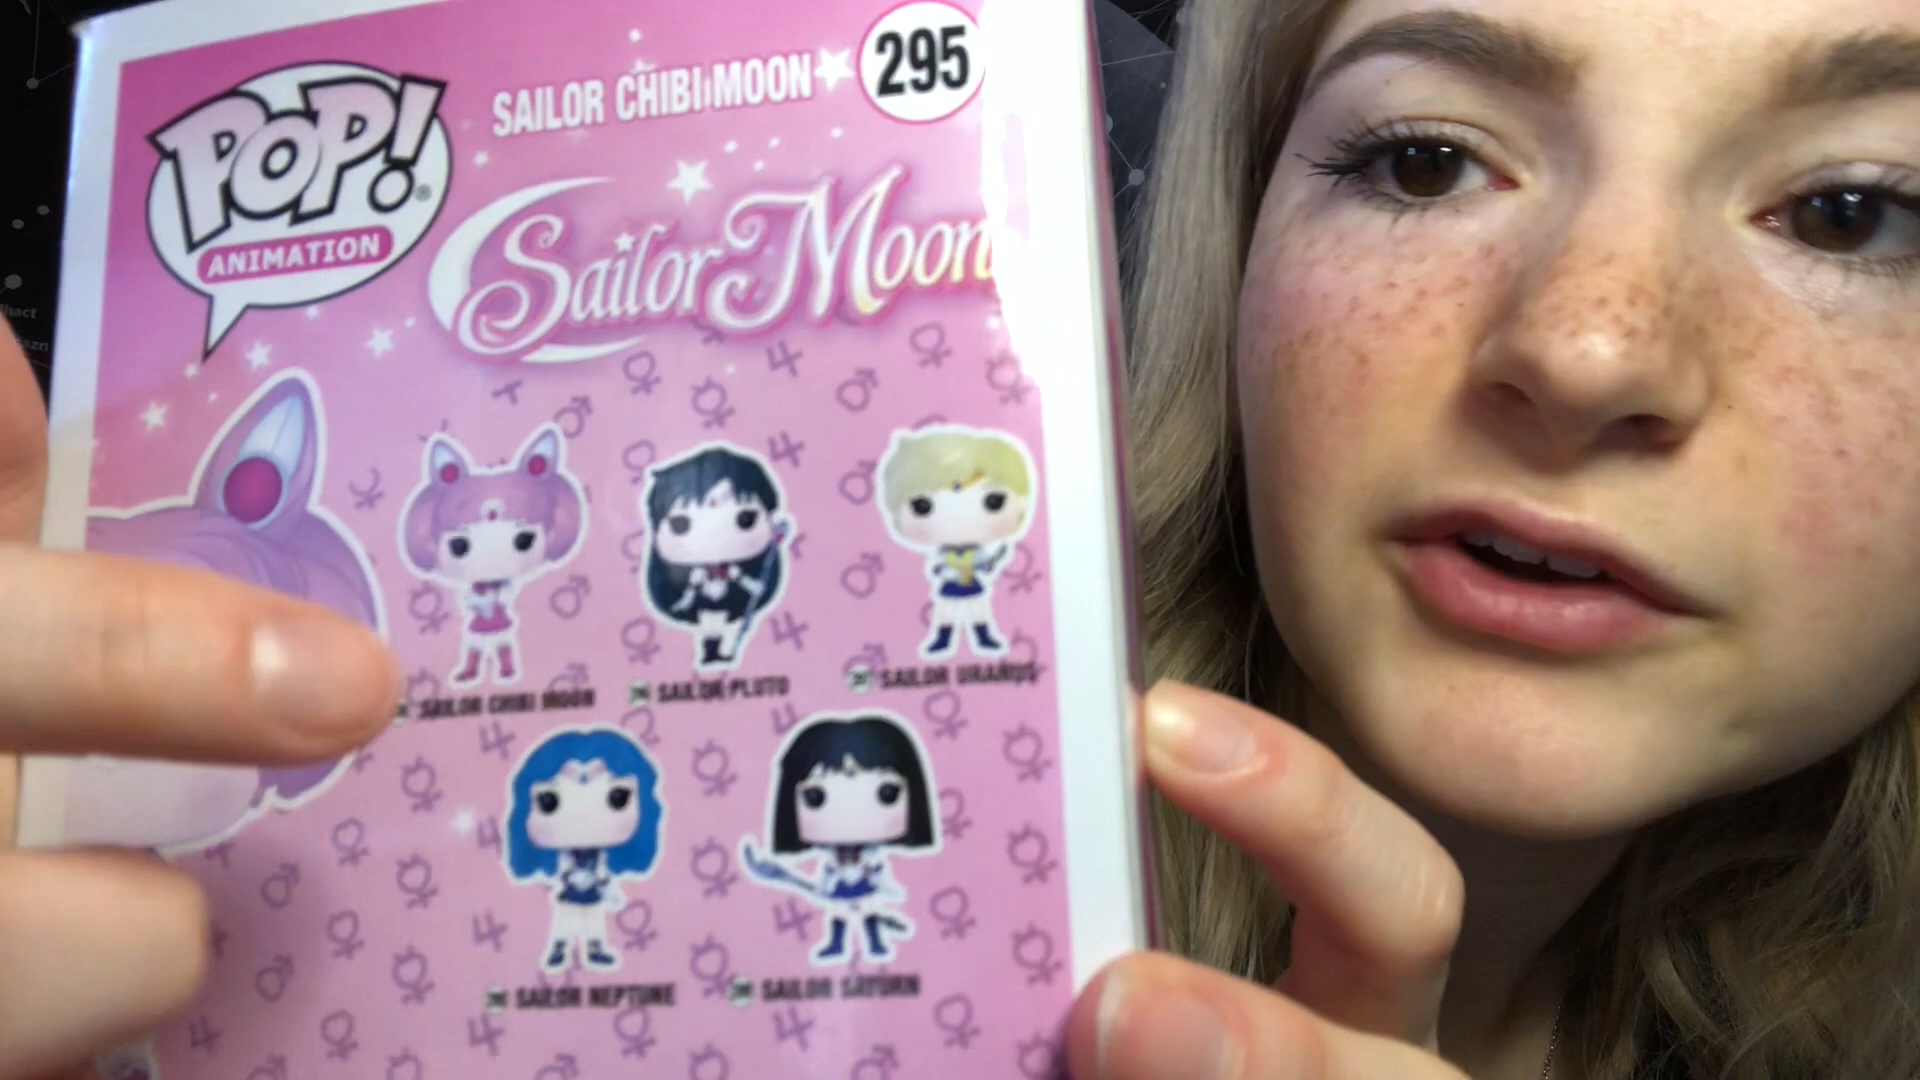 POP!
®
ANIMATION
SAILOR CHIBI MOON
295
Sailor Moon
SAILOR CHIBI MOON
SAILOR PLUTO
SAILOR URANUS
SAILOR NEPTUNE
SAILOR SATURN